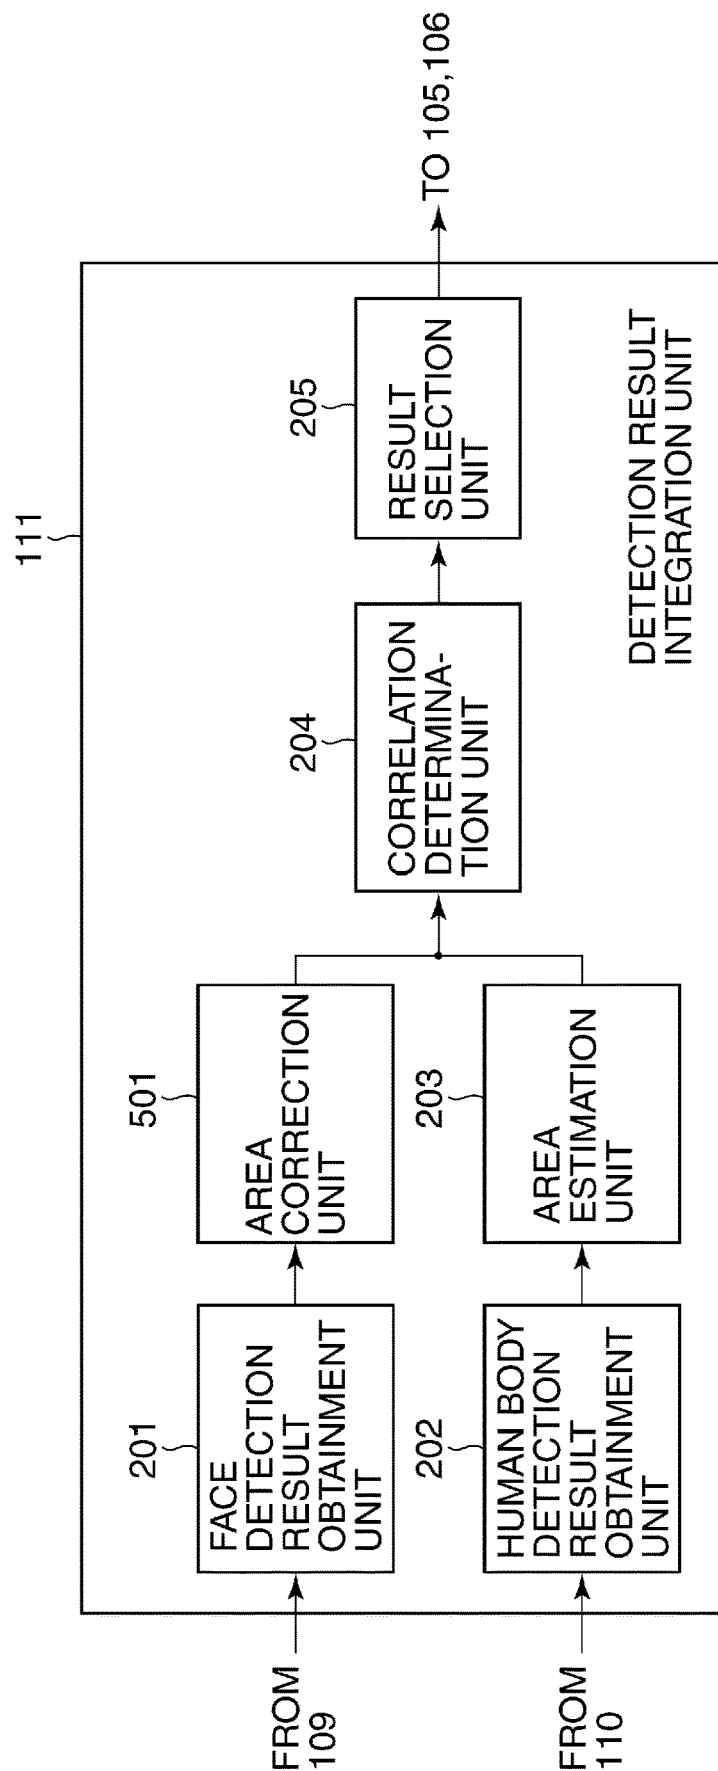 111
FROM
109
201
FACE
DETECTION
RESULT
OBTAINMENT
UNIT
501
AREA
CORRECTION
UNIT
FROM
110
202
HUMAN BODY
DETECTION
RESULT
OBTAINMENT
UNIT
203
AREA
ESTIMATION
UNIT
204
CORRELATION
DETERMINA-
TION UNIT
205
RESULT
SELECTION
UNIT
TO 105,106
DETECTION RESULT
INTEGRATION UNIT